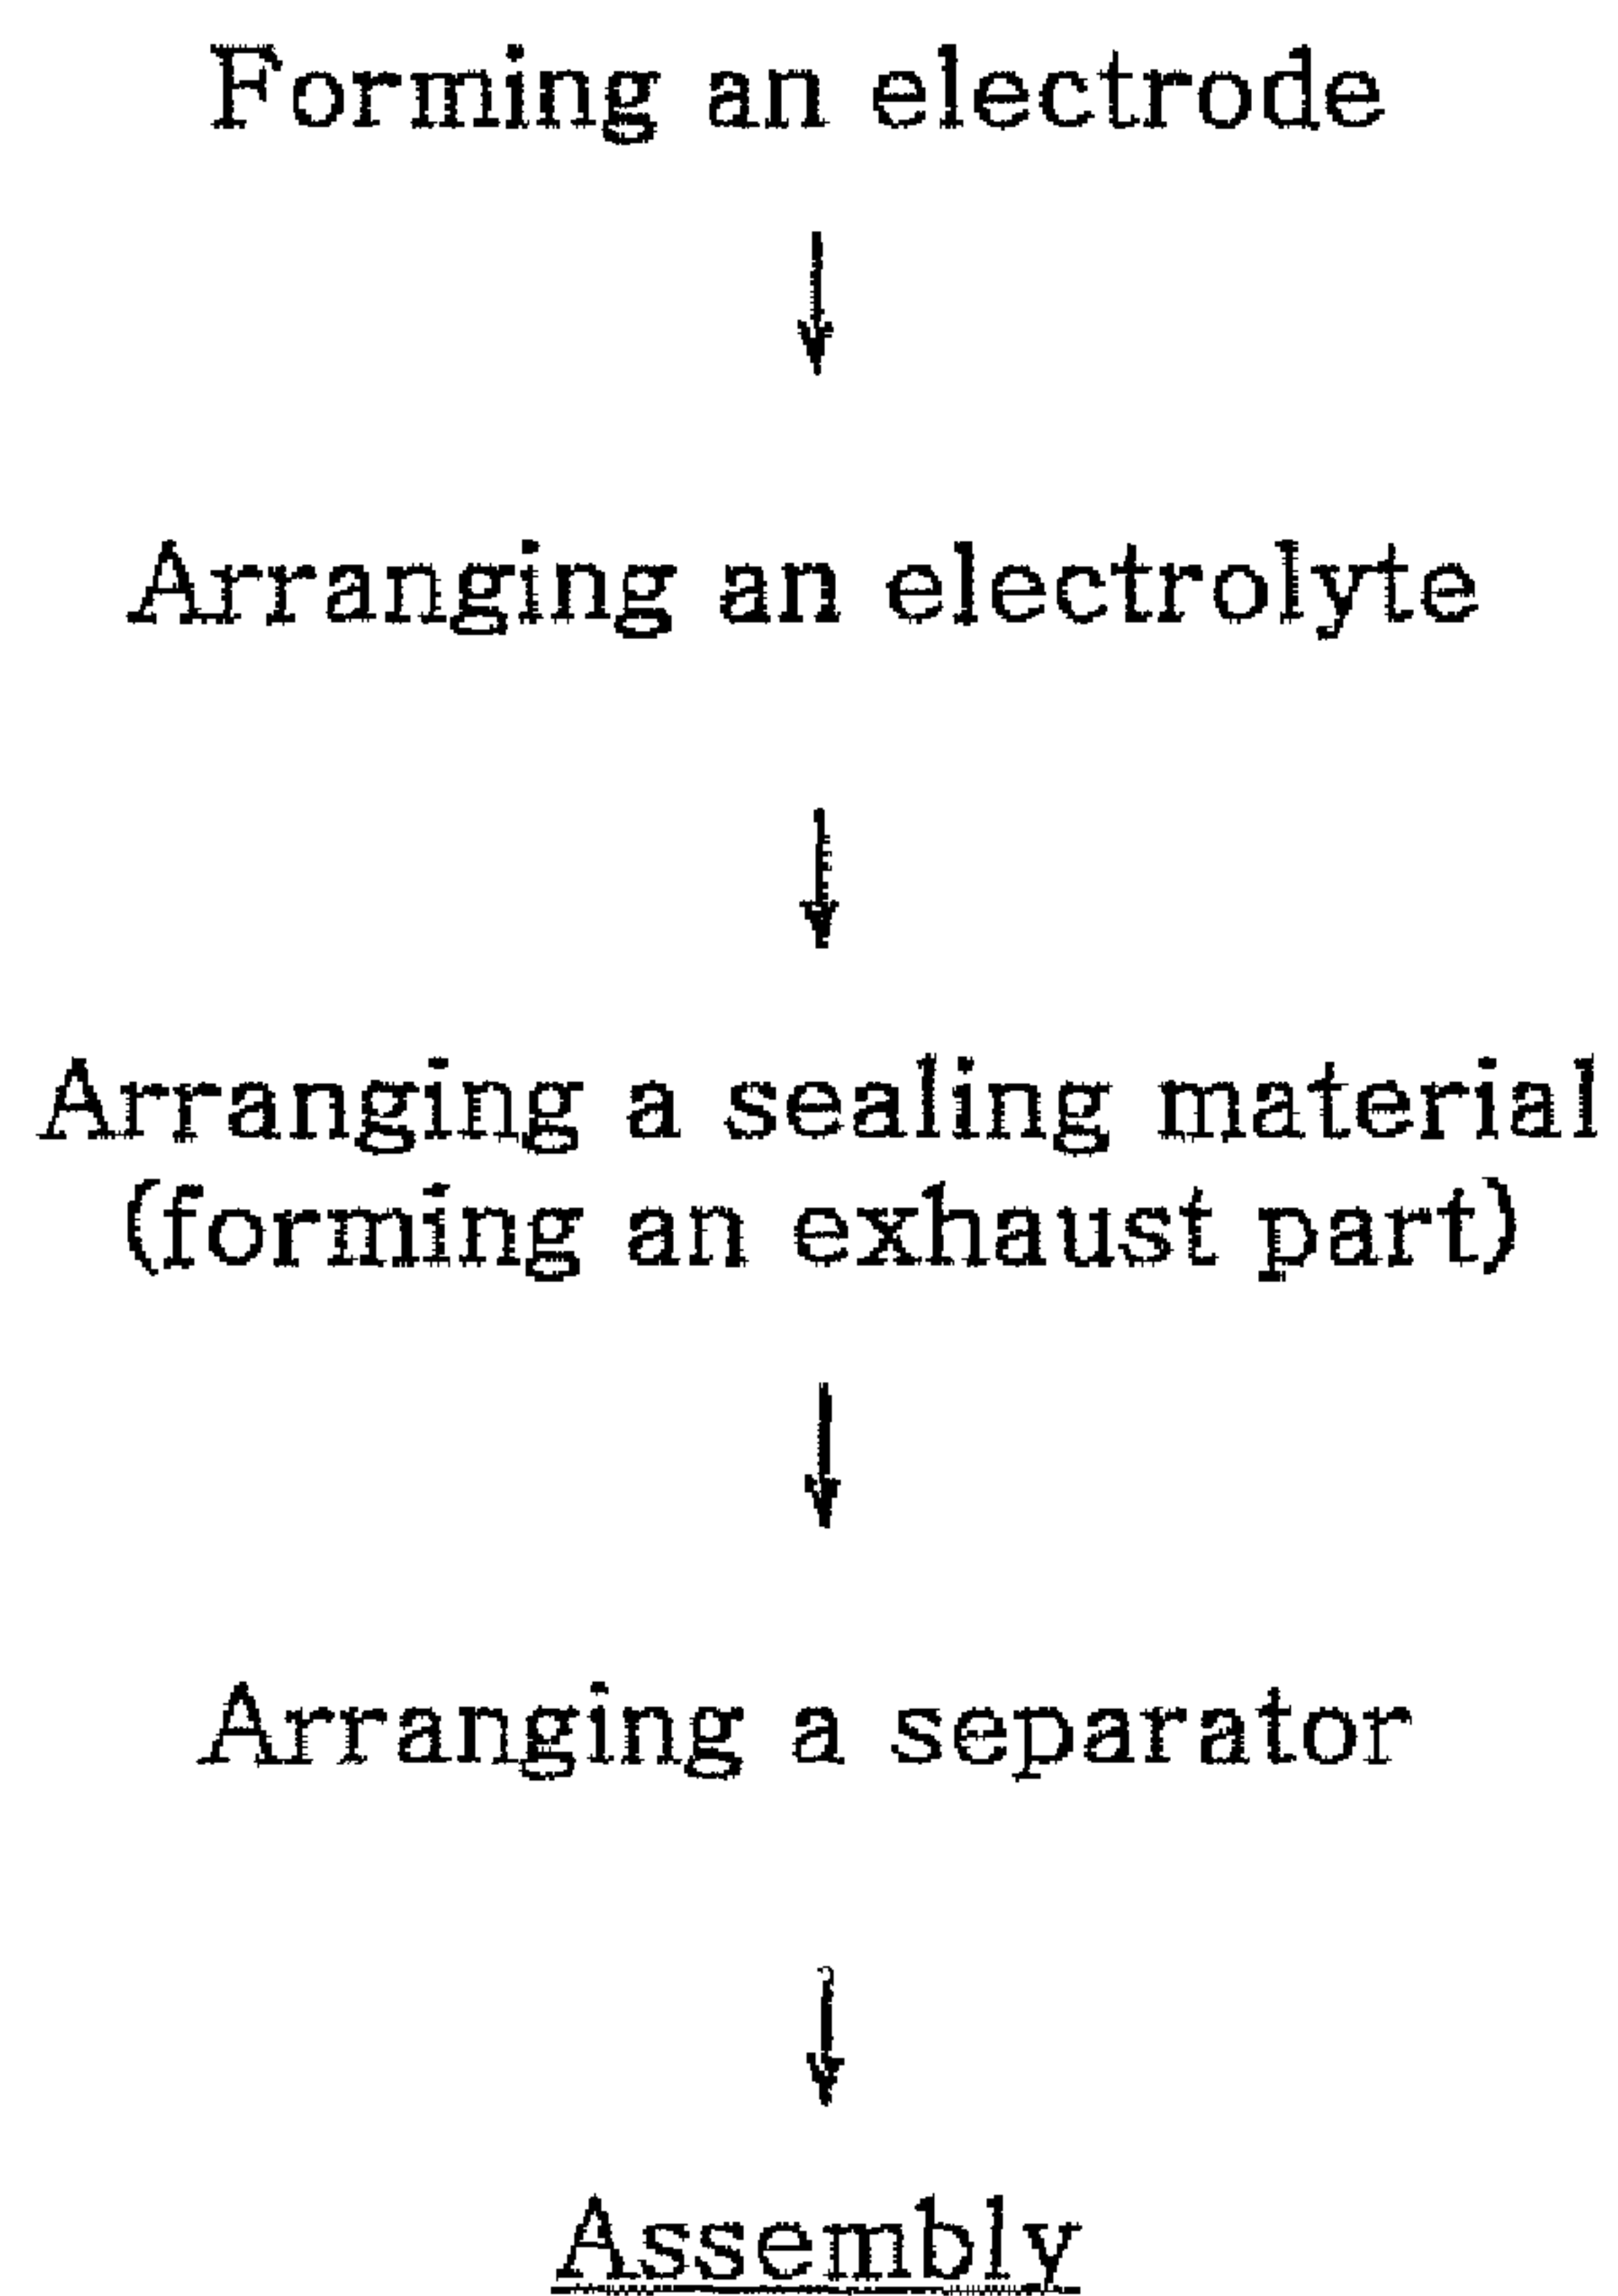 Forming an electrode
↓
Arranging an electrolyte
↓
Arranging a sealing material
(forming an exhaust part)
↓
Arranging a separator
↓
Assembly